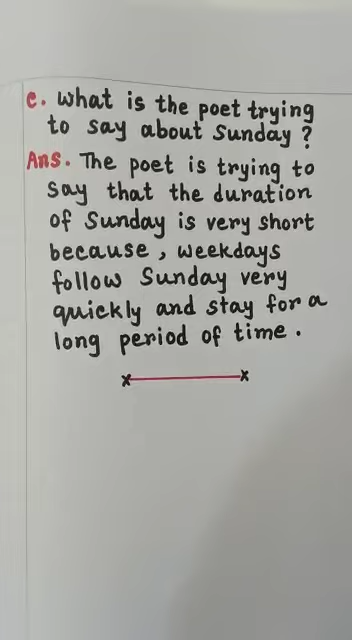 c. What is the poet trying
to say about Sunday ?
Ans. The poet is trying to
say that the duration
of Sunday is very short
because , weekdays
follow Sunday very
quickly and stay for a
long period of time .